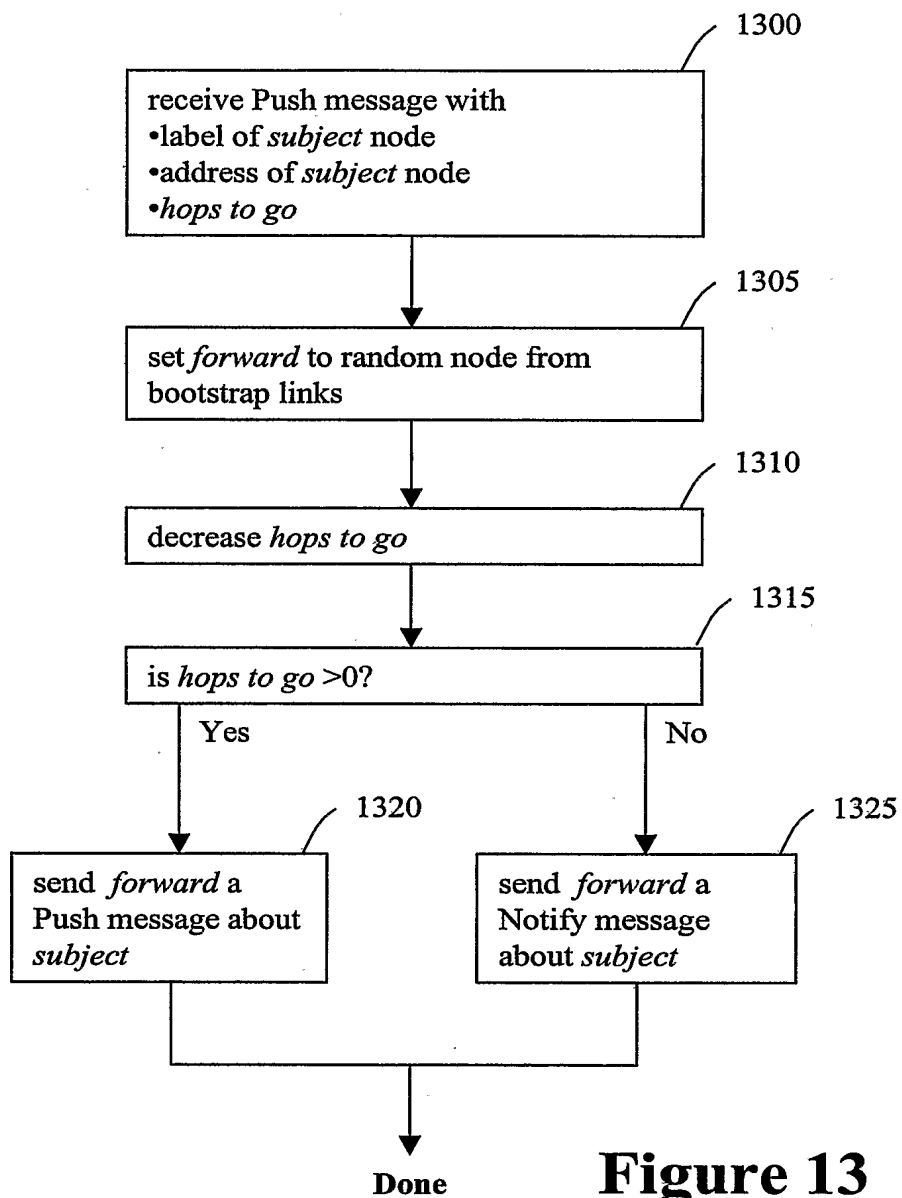 1300
receive Push message with
•label of subject node
•address of subject node
•hops to go
1305
set forward to random node from
bootstrap links
1310
decrease hops to go
1315
is hops to go >0?
Yes
No
1320
send forward a
Push message about
subject
1325
send forward a
Notify message
about subject
Done
Figure 13